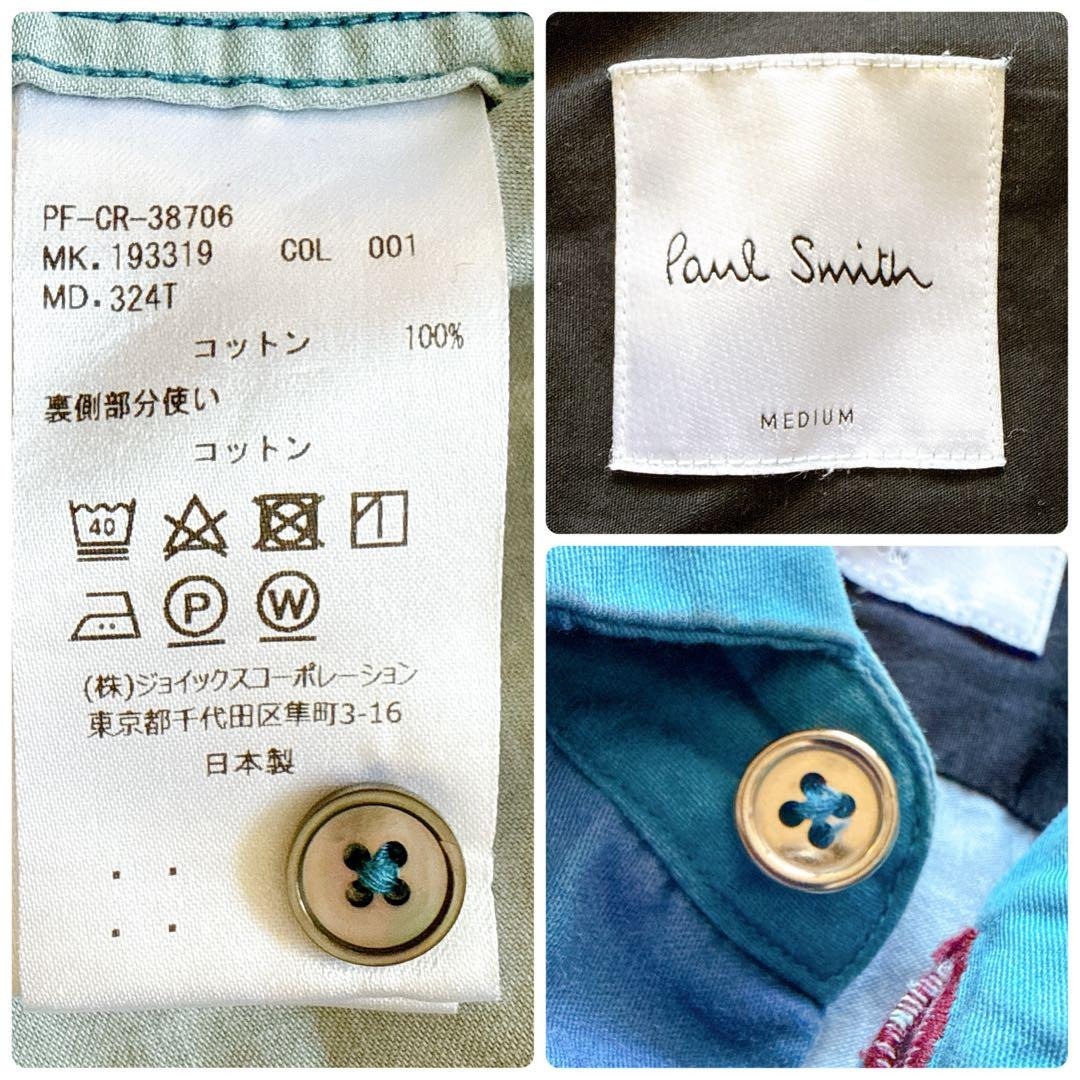 PF-CR-38706
MK.193319 COL 001
MD.324T
コットン 100%
裏側部分使い
コットン
40
P W
(株)ジョイックスコーポレーション
東京都千代田区隼町3-16
日本製
Paul Smith
MEDIUM